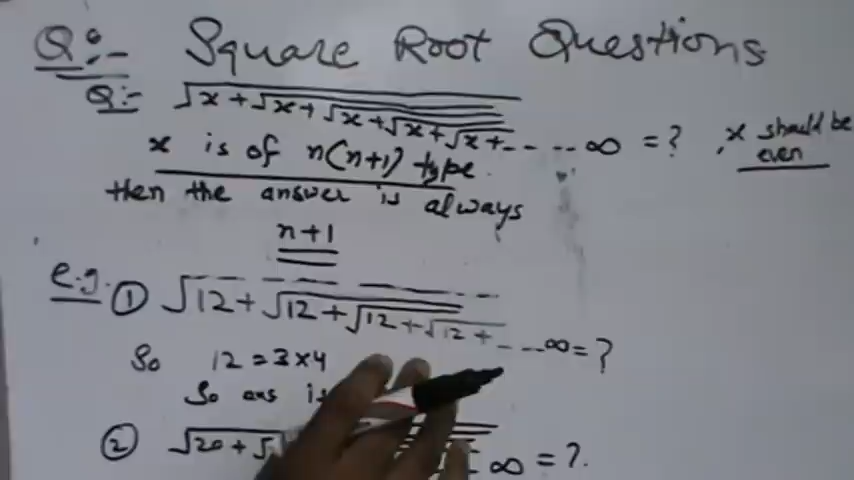 Q:- Square Root Questions
Q:- √x+√x+√x+√x+√x+-----∞ = ? , x should be even
x is of n(n+1) type.
then the answer is always
n+1
e.g. ① √12+√12+√12+√12+-----∞ = ?
So 12 = 3×4
So ans is
② √20+√ ∞ = ?.